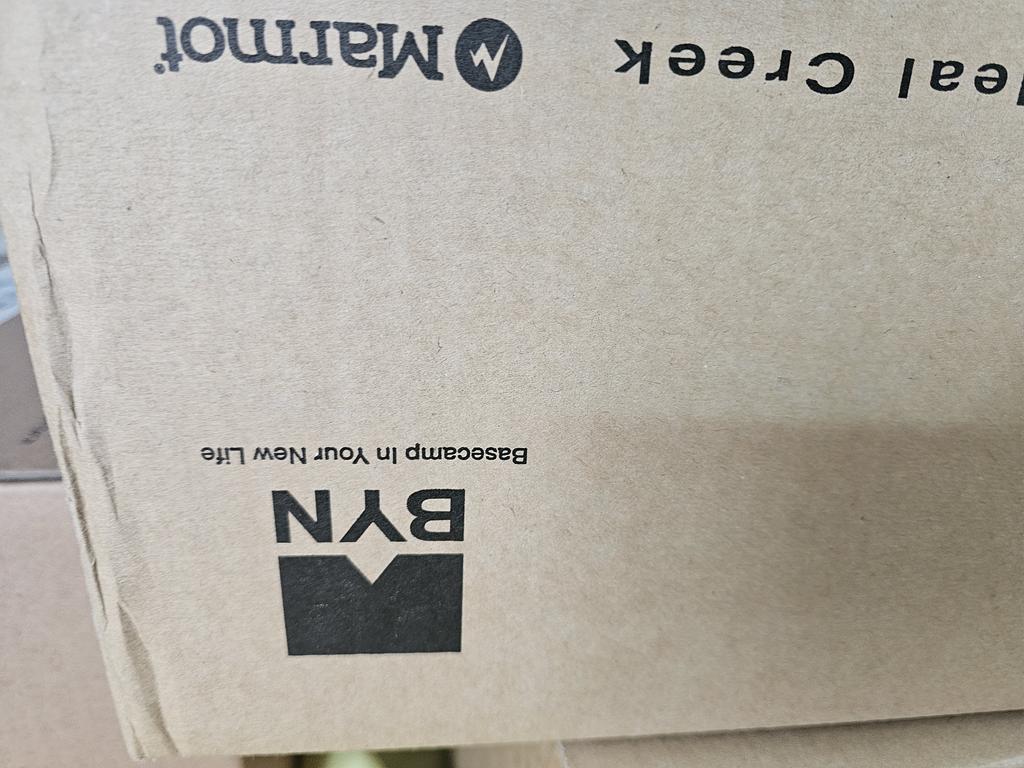 BYN
Basecamp In Your New Life
Creek
Marmot®